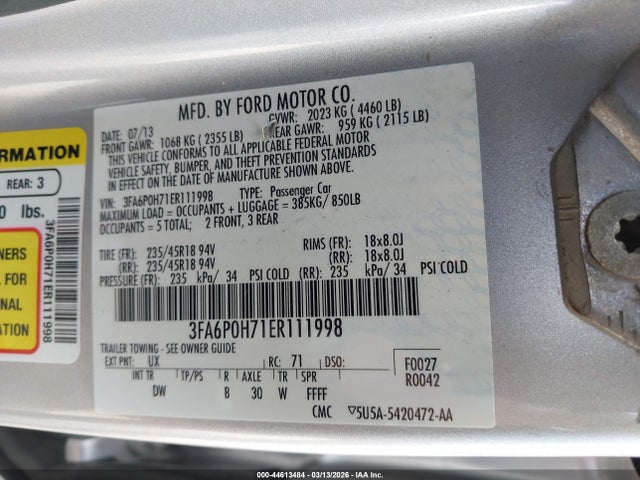 MFD. BY FORD MOTOR CO.
DATE: 07/13
GVWR: 2023 KG ( 4460 LB)
FRONT GAWR: 1068 KG ( 2355 LB)
REAR GAWR: 959 KG ( 2115 LB)
THIS VEHICLE CONFORMS TO ALL APPLICABLE FEDERAL MOTOR
VEHICLE SAFETY, BUMPER, AND THEFT PREVENTION STANDARDS
IN EFFECT ON THE DATE OF MANUFACTURE SHOWN ABOVE.
VIN: 3FA6P0H71ER111998 TYPE: Passenger Car
MAXIMUM LOAD = OCCUPANTS + LUGGAGE = 385KG/ 850LB
OCCUPANTS = 5 TOTAL; 2 FRONT, 3 REAR
TIRE (FR): 235/45R18 94V RIMS (FR): 18x8.0J
(RR): 235/45R18 94V (RR): 18x8.0J
PRESSURE (FR): 235 kPa/ 34 PSI COLD (RR): 235 kPa/ 34 PSI COLD
3FA6P0H71ER111998
TRAILER TOWING - SEE OWNER GUIDE
EXT PNT: UX RC: 71 DSO:
F0027
R0042
INT TR TP/PS R AXLE TR SPR
DW B 30 W FFFF
CMC 5U5A-5420472-AA
RMATION
REAR: 3
0 lbs.
NERS
L FOR
ONAL
ATION
3FA6P0H71ER111998
000-44613484 - 03/13/2026 - IAA Inc.